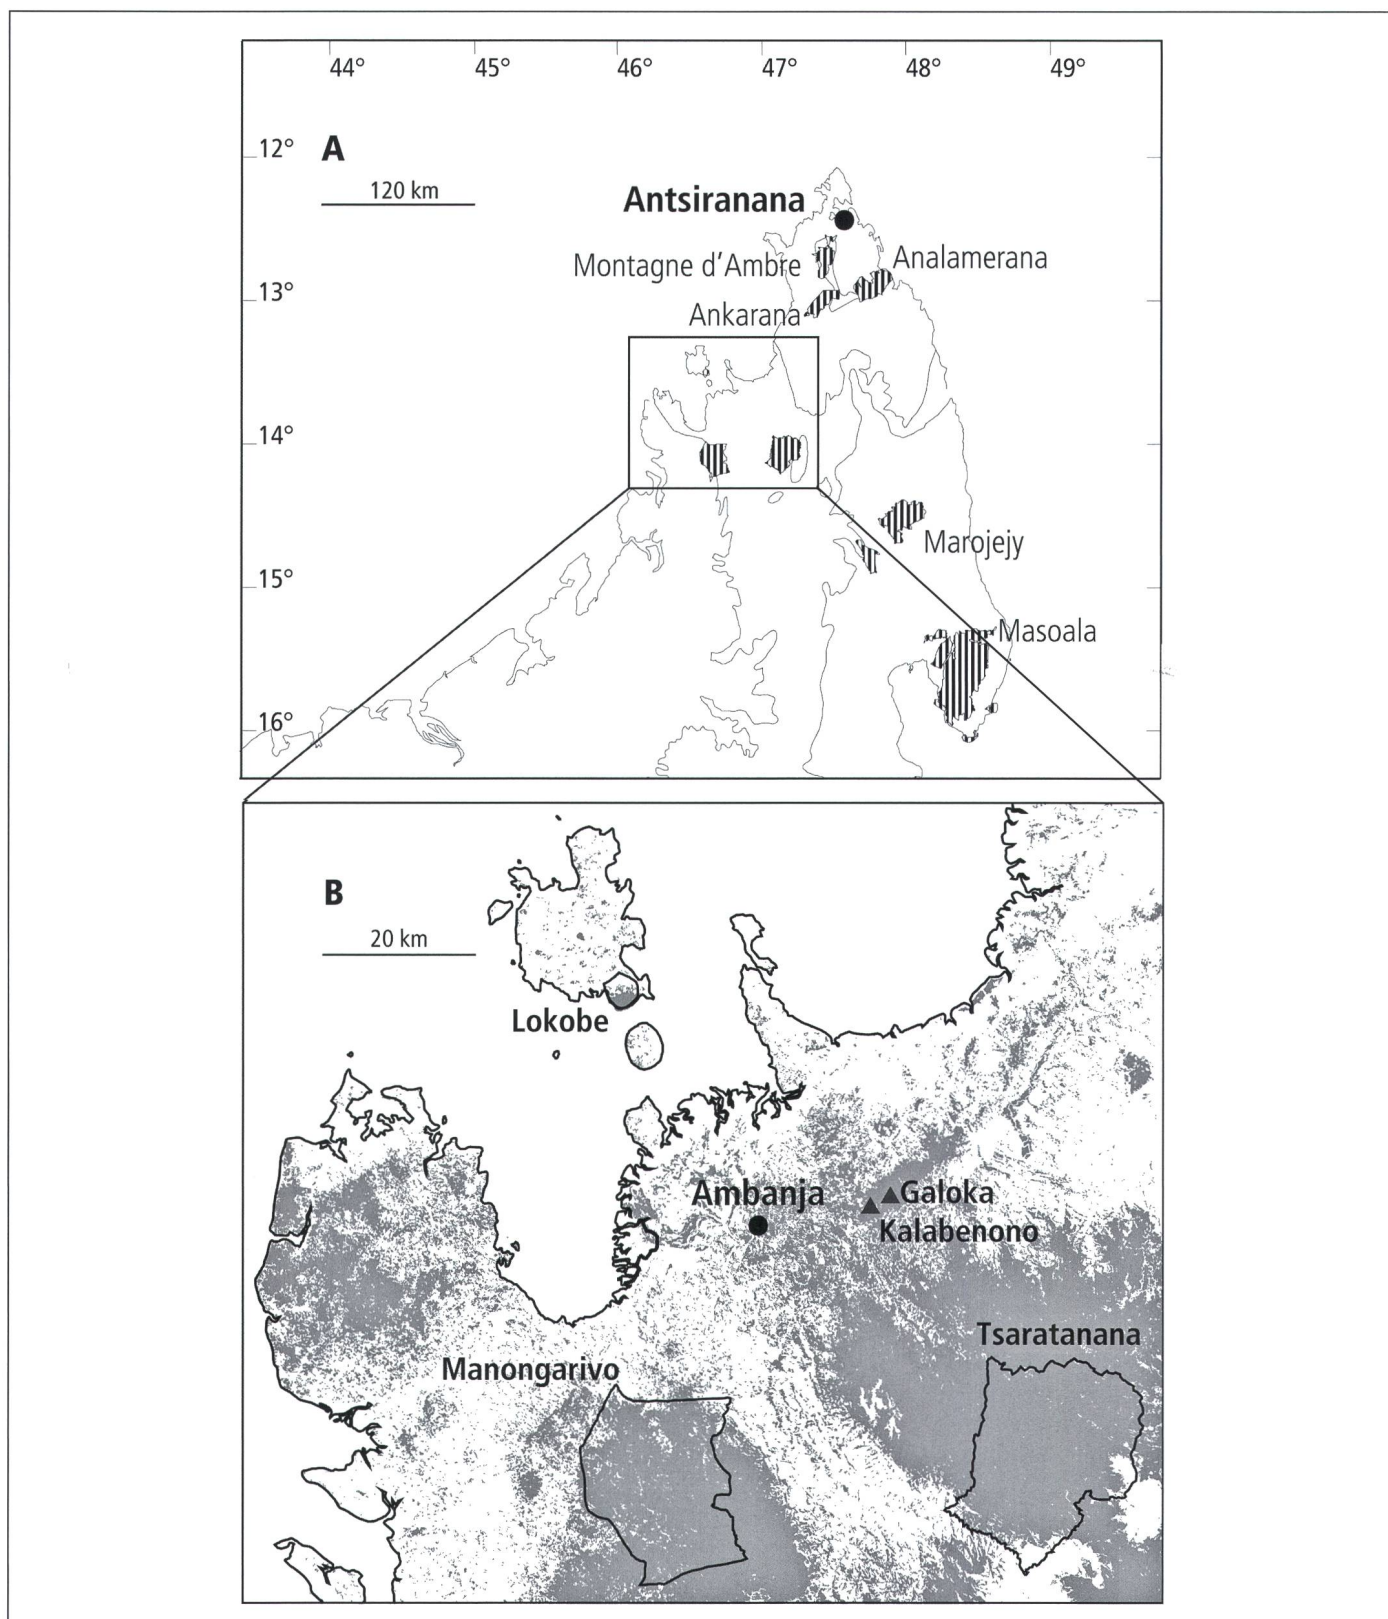 44° 45° 46° 47° 48° 49°
12°
A
120 km
Antsiranana
Montagne d’Ambre
Analamerana
13°
Ankarana
14°
Marojejy
15°
Masoala
16°
B
20 km
Lokobe
Ambanja
Galoka
Kalabenono
Tsaratanana
Manongarivo